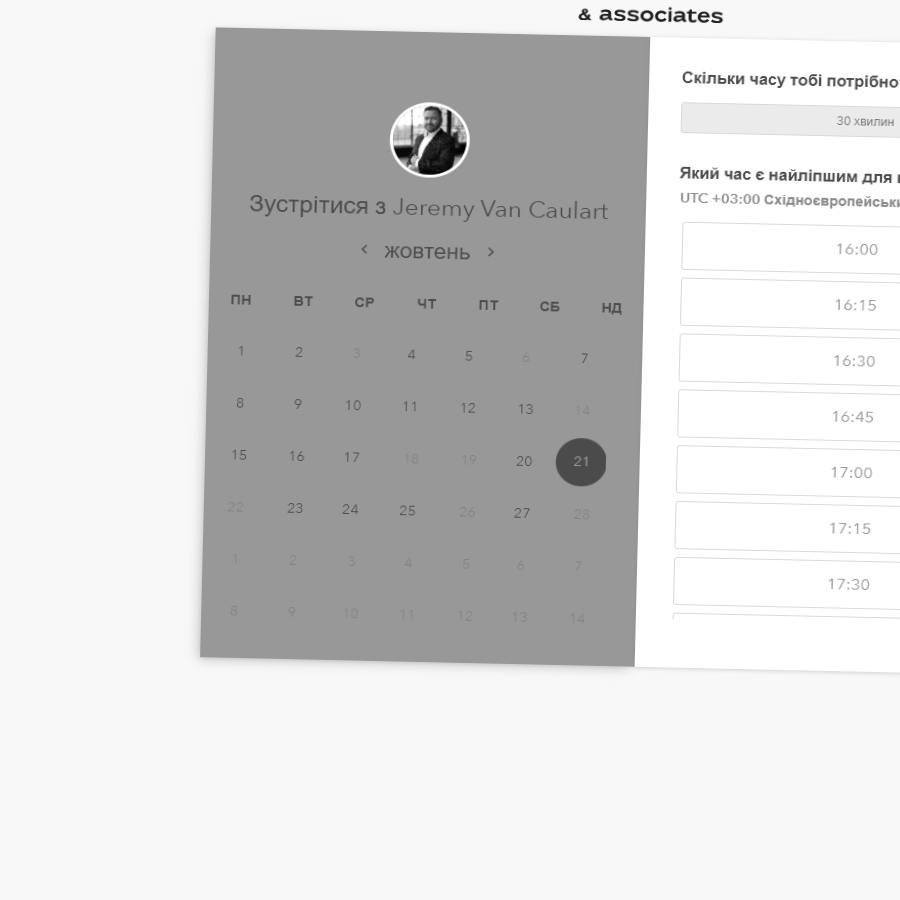 & associates
Зустрітися з Jeremy Van Caulart
жовтень
ПН ВТ СР ЧТ ПТ СБ НД
1 2 3 4 5 6 7
8 9 10 11 12 13 14
15 16 17 18 19 20 21
22 23 24 25 26 27 28
1 2 3 4 5 6 7
8 9 10 11 12 13 14
Скільки часу тобі потрібно
30 хвилин
Який час є найліпшим для
UTC +03:00
16:00
16:15
16:30
16:45
17:00
17:15
17:30